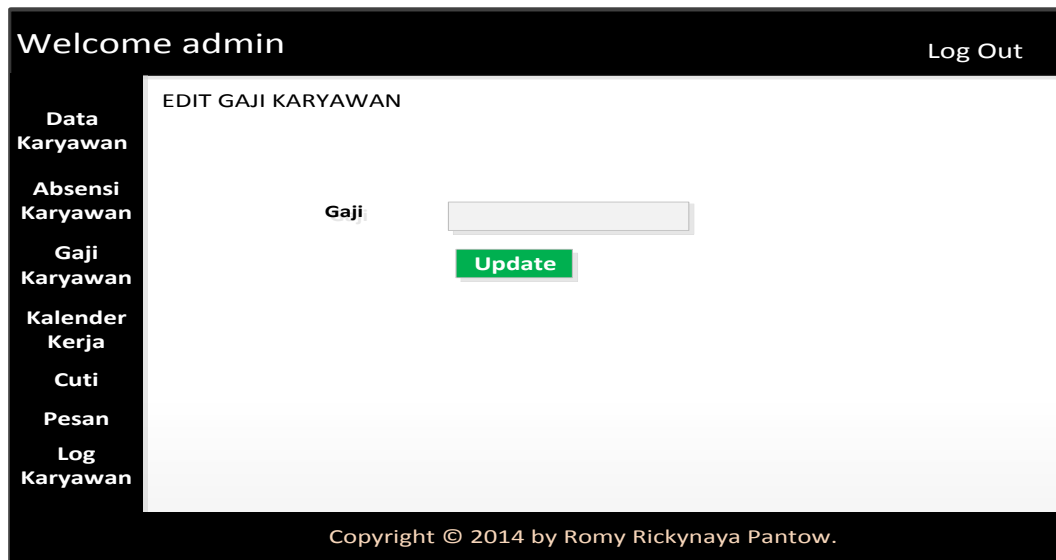 Welcome admin
Log Out
Data
Karyawan
Absensi
Karyawan
Gaji
Karyawan
Kalender
Kerja
Cuti
Pesan
Log
Karyawan
EDIT GAJI KARYAWAN
Gaji
Update
Copyright © 2014 by Romy Rickynaya Pantow.